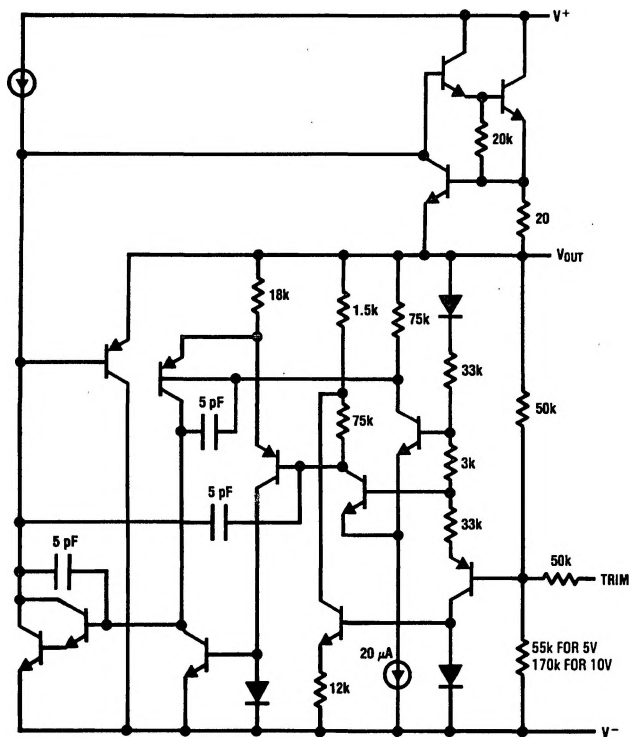 V+
20k
20
VOUT
18k
1.5k
75k
33k
5 pF
75k
50k
3k
5 pF
33k
5 pF
50k
TRIM
20 μA
12k
55k FOR 5V
170k FOR 10V
V−